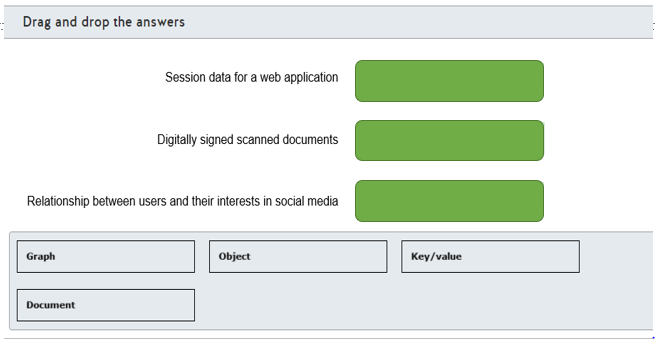 Drag and drop the answers
Session data for a web application
Digitally signed scanned documents
Relationship between users and their interests in social media
Graph Object Key/value
Document